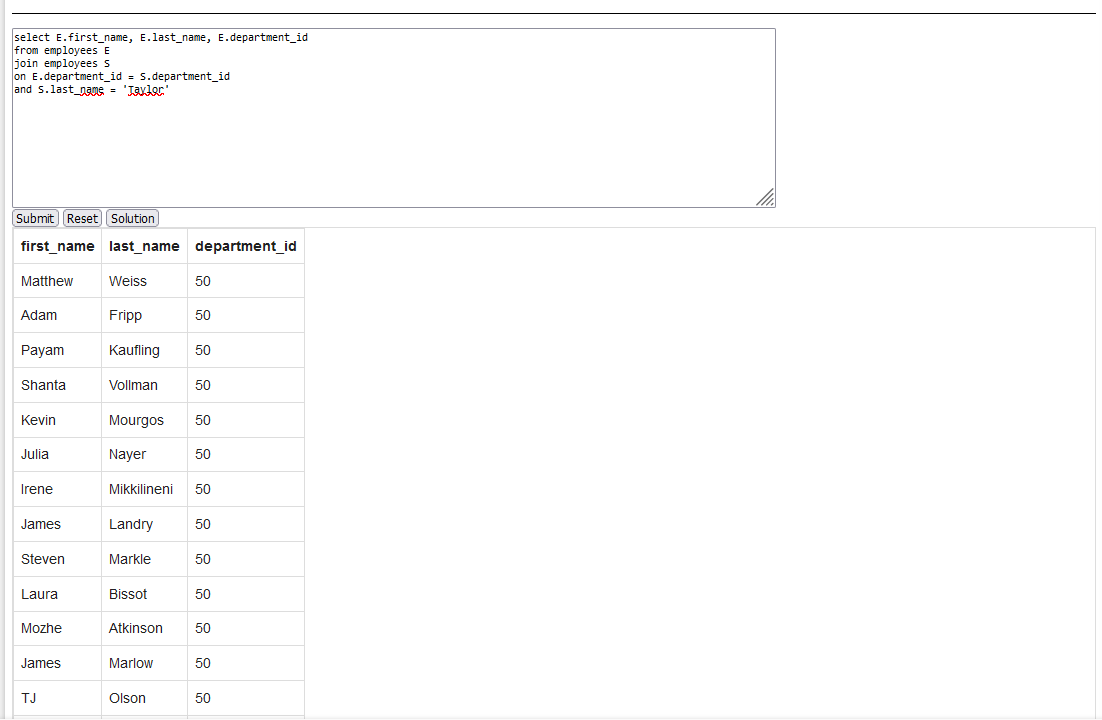 select E.first_name, E.last_name, E.department_id
from employees E
join employees S
on E.department_id = S.department_id
and S.last_name = 'Taylor'
Submit Reset Solution
first_name last_name department_id
Matthew Weiss 50
Adam Fripp 50
Payam Kaufling 50
Shanta Vollman 50
Kevin Mourgos 50
Julia Nayer 50
Irene Mikkilineni 50
James Landry 50
Steven Markle 50
Laura Bissot 50
Mozhe Atkinson 50
James Marlow 50
TJ Olson 50